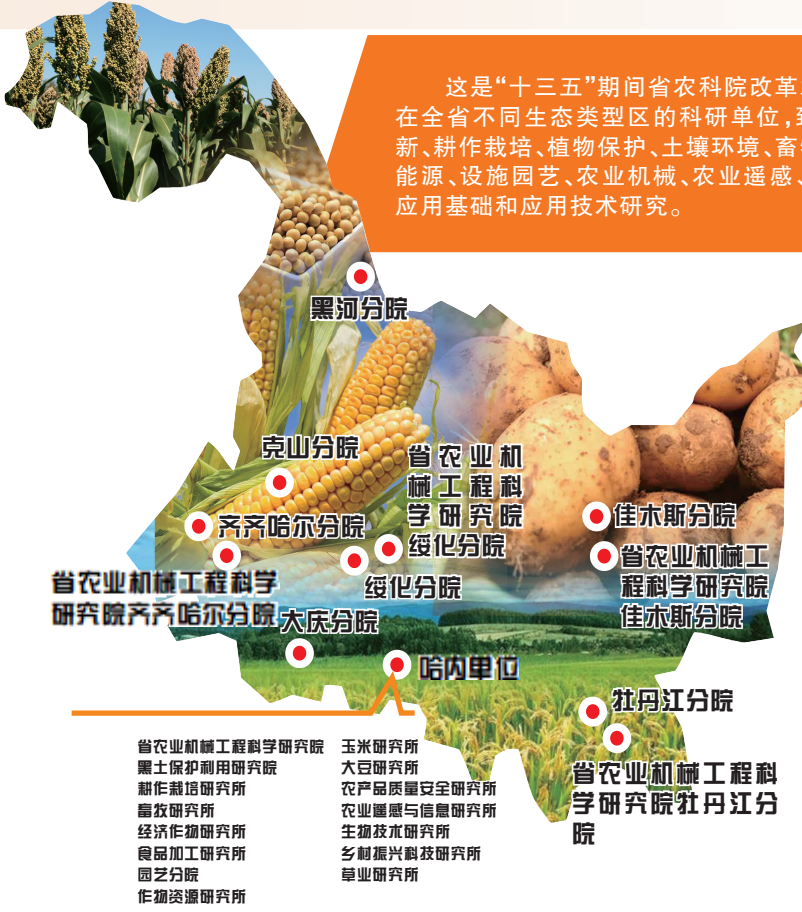 这是“十三五”期间省农科院改革
在全省不同生态类型区的科研单位,
新、耕作栽培、植物保护、土壤环境、畜
能源、设施园艺、农业机械、农业遥感、
应用基础和应用技术研究。
黑河分院
克山分院
省农业机
械工程科
学研究院
绥化分院
齐齐哈尔分院
佳木斯分院
省农业机械工
程科学研究院
佳木斯分院
绥化分院
省农业机械工程科学
研究院齐齐哈尔分院
大庆分院
哈内单位
牡丹江分院
省农业机械工程科
学研究院牡丹江分
院
省农业机械工程科学研究院
黑土保护利用研究院
耕作栽培研究所
畜牧研究所
经济作物研究所
食品加工研究所
园艺分院
作物资源研究所
玉米研究所
大豆研究所
农产品质量安全研究所
农业遥感与信息研究所
生物技术研究所
乡村振兴科技研究所
草业研究所